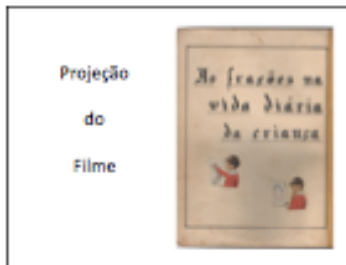 Projeção
do
Filme
As frações na
vida diária
da criança